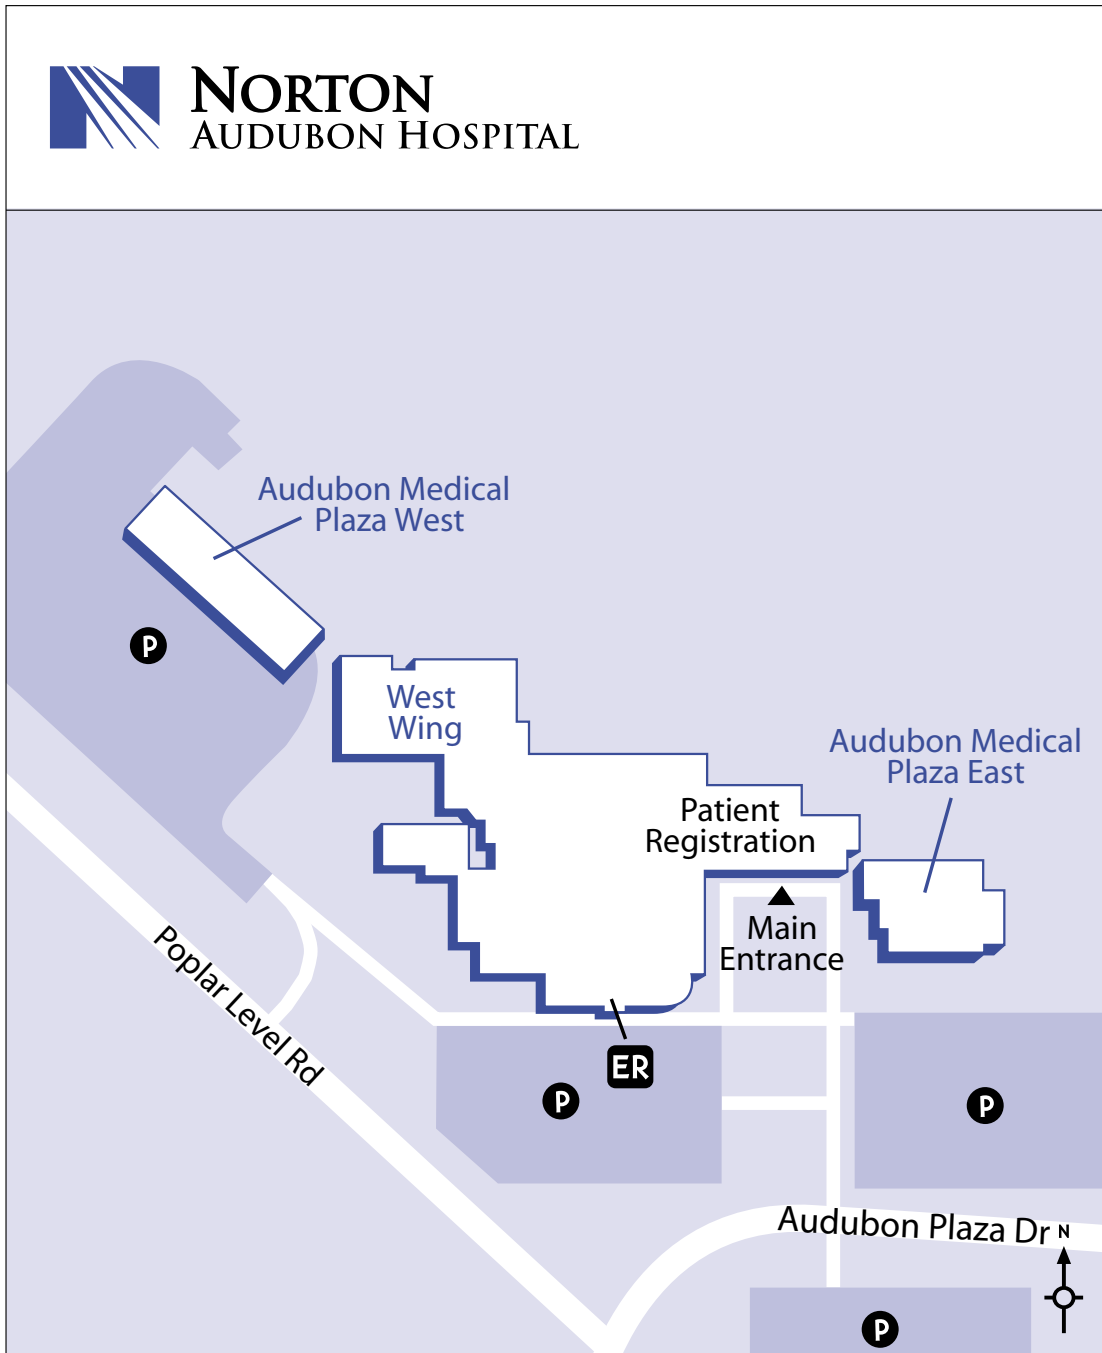 NORTON
AUDUBON HOSPITAL
Audubon Medical
Plaza West
P
West
Wing
Audubon Medical
Plaza East
Patient
Registration
Main
Entrance
Poplar Level Rd
ER
P
P
Audubon Plaza Dr
N
P